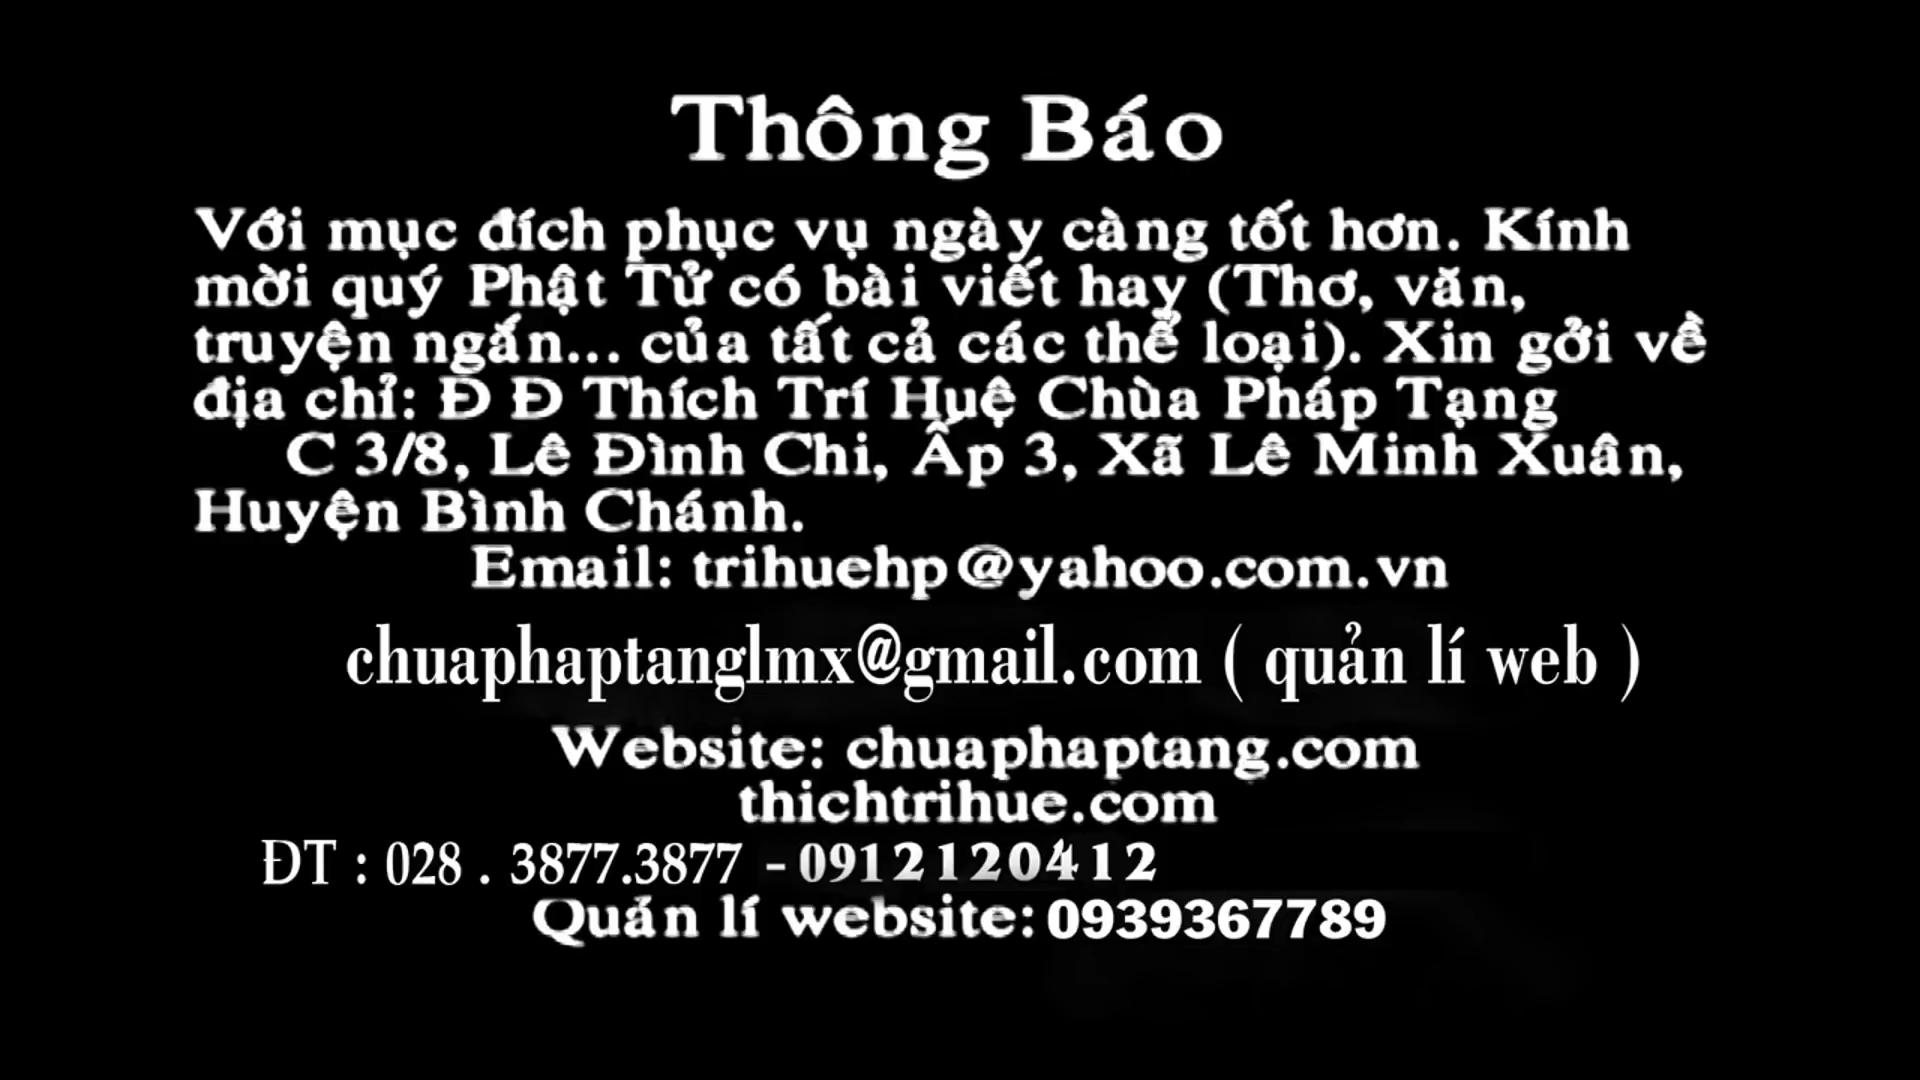 Thông Báo
Với mục đích phục vụ ngày càng tốt hơn. Kính
mời quý Phật Tử có bài viết hay (Thơ, văn,
truyện ngắn... của tất cả các thể loại). Xin gởi về
địa chỉ: Đ Đ Thích Trí Huệ Chùa Pháp Tạng
C 3/8, Lê Đình Chi, Ấp 3, Xã Lê Minh Xuân,
Huyện Bình Chánh.
Email: trihuehp@yahoo.com.vn
chuaphaptanglmx@gmail.com ( quản lí web )
Website: chuaphaptang.com
thichtrihue.com
ĐT : 028 . 3877.3877 - 0912120412
Quản lí website: 0939367789